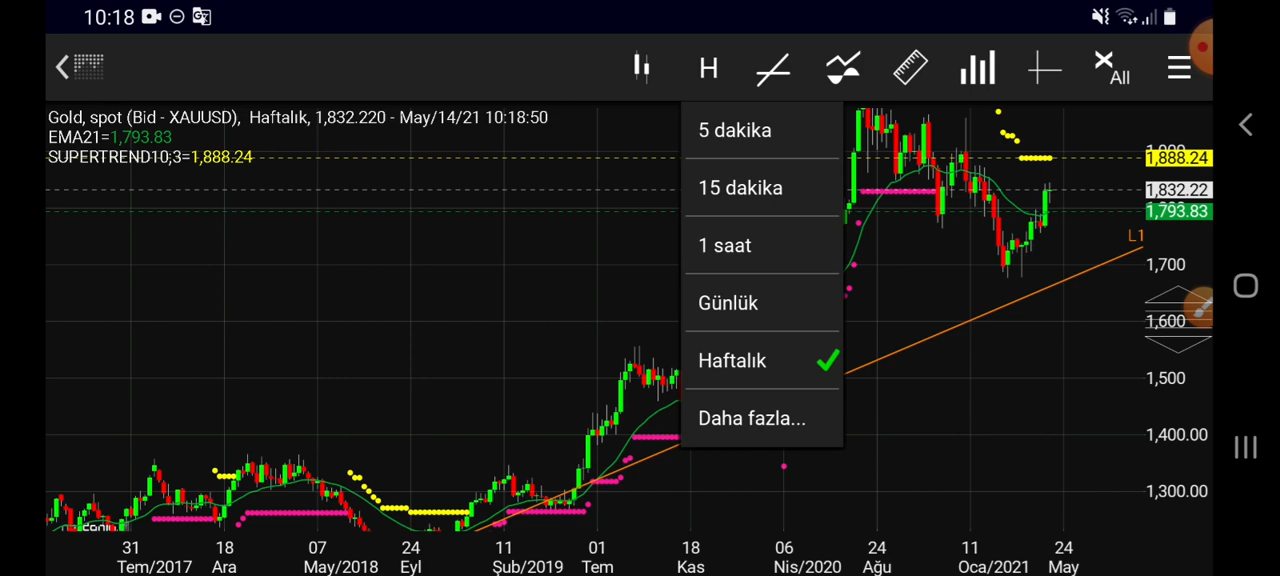 10:18
H
All
Gold, spot (Bid - XAUUSD), Haftalık, 1,832.220 - May/14/21 10:18:50
EMA21=1,793.83
SUPERTREND10;3=1,888.24
5 dakika
15 dakika
1 saat
Günlük
Haftalık
Daha fazla...
1,888.24
1,832.22
1,793.83
L1
1,700
1,600
1,500
1,400.00
1,300.00
31 18 07 24 11 01 18 06 24 11 24
Tem/2017 Ara May/2018 Eyl Şub/2019 Tem Kas Nis/2020 Ağu Oca/2021 May